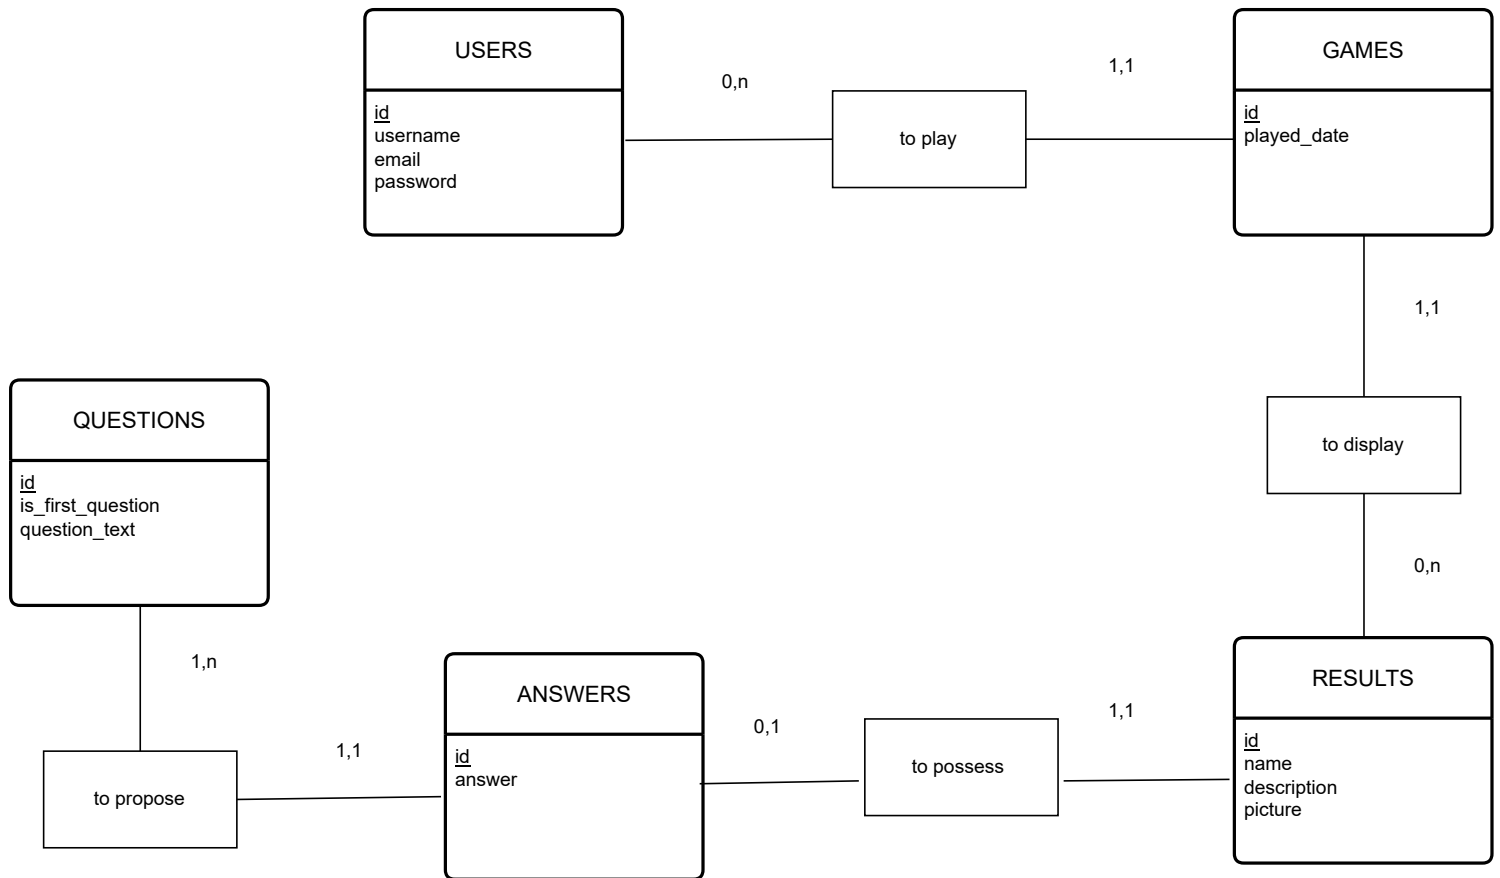 USERS
id
username
email
password
0,n
to play
1,1
GAMES
id
played_date
1,1
to display
0,n
QUESTIONS
id
is_first_question
question_text
1,n
to propose
1,1
ANSWERS
id
answer
0,1
to possess
1,1
RESULTS
id
name
description
picture